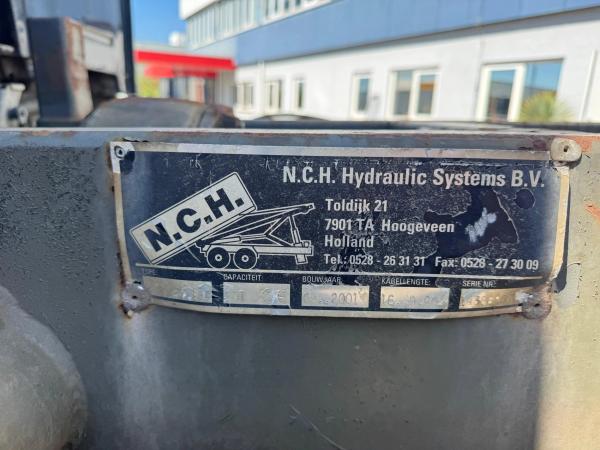 N.C.H. Hydraulic Systems B.V.
N.C.H.
Toldijk 21
7901 TA Hoogeveen
Holland
Tel.: 0528 - 26 31 31 Fax: 0528 - 27 30 09
TYPE: CAPACITEIT BOUWJAAR: KABELLENGTE: SERIE NR.
2001